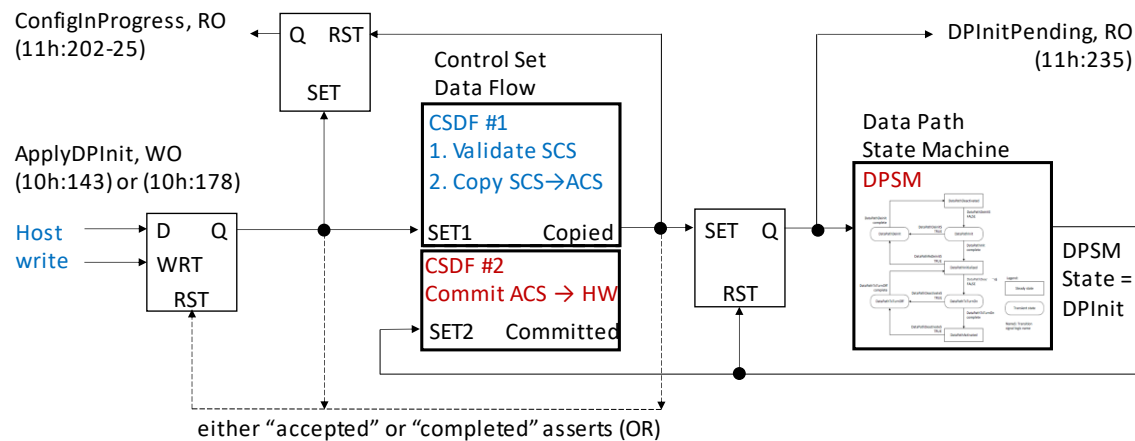 ConfigInProgress, RO
(11h:202-25)
Q RST
SET
DPInitPending, RO
(11h:235)
Control Set
Data Flow
CSDF #1
1. Validate SCS
2. Copy SCS→ACS
SET1 Copied
CSDF #2
Commit ACS → HW
SET2 Committed
ApplyDPInit, WO
(10h:143) or (10h:178)
Host
write
D Q
WRT
RST
SET Q
RST
Data Path
State Machine
DPSM
DPSM
State =
DPInit
either “accepted” or “completed” asserts (OR)